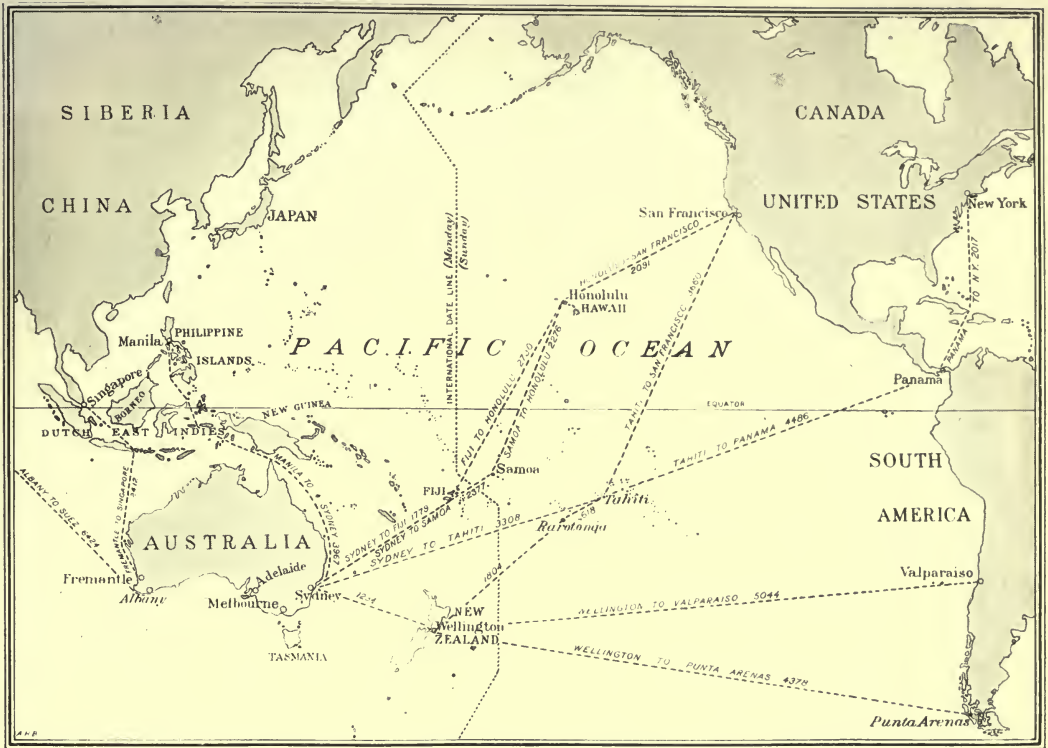 SIBERIA
CANADA
CHINA
JAPAN
San Francisco
UNITED STATES
New York
INTERNATIONAL DATE LINE (Monday)
(Sunday)
HONOLULU-SAN FRANCISCO
2091
TO N.Y. 2017
Honolulu
HAWAII
Manila
PHILIPPINE
ISLANDS
PACIFIC OCEAN
FIJI TO HONOLULU
SAMOA TO HONOLULU 2276
TAHITI TO SAN FRANCISCO
PANAMA
Panama
Singapore
BORNEO
NEW GUINEA
EQUATOR
DUTCH EAST INDIES
TAHITI TO PANAMA 4486
SOUTH
AMERICA
Samoa
FIJI
2377
ALBANY TO SUEZ
TO SINGAPORE
MANILA TO SYDNEY 3967
Tahiti
Rarotonga
618
SYDNEY TO FIJI 1779
SYDNEY TO SAMOA
SYDNEY TO TAHITI 3308
AUSTRALIA
Fremantle
Albany
Adelaide
Melbourne
Sydney
1234
1804
NEW
Wellington
ZEALAND
TASMANIA
Valparaiso
WELLINGTON TO VALPARAISO 5044
WELLINGTON TO PUNTA ARENAS 4378
Punta Arenas